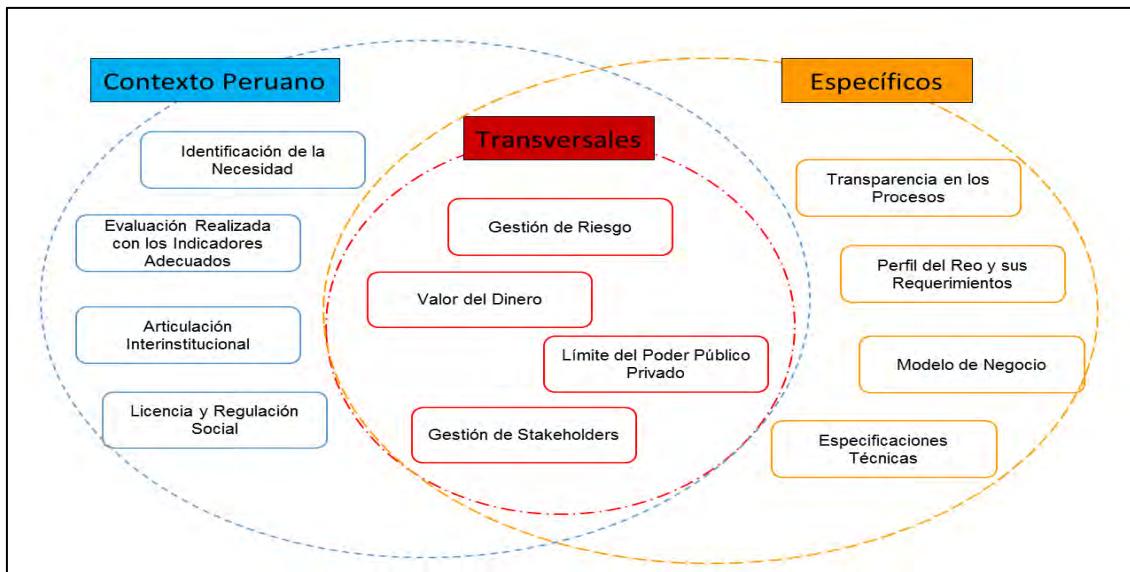 Contexto Peruano
Identificación de la
Necesidad
Evaluación Realizada
con los Indicadores
Adecuados
Articulación
Interinstitucional
Licencia y Regulación
Social
Transversales
Gestión de Riesgo
Valor del Dinero
Límite del Poder Público
Privado
Gestión de Stakeholders
Específicos
Transparencia en los
Procesos
Perfil del Reo y sus
Requerimientos
Modelo de Negocio
Especificaciones
Técnicas